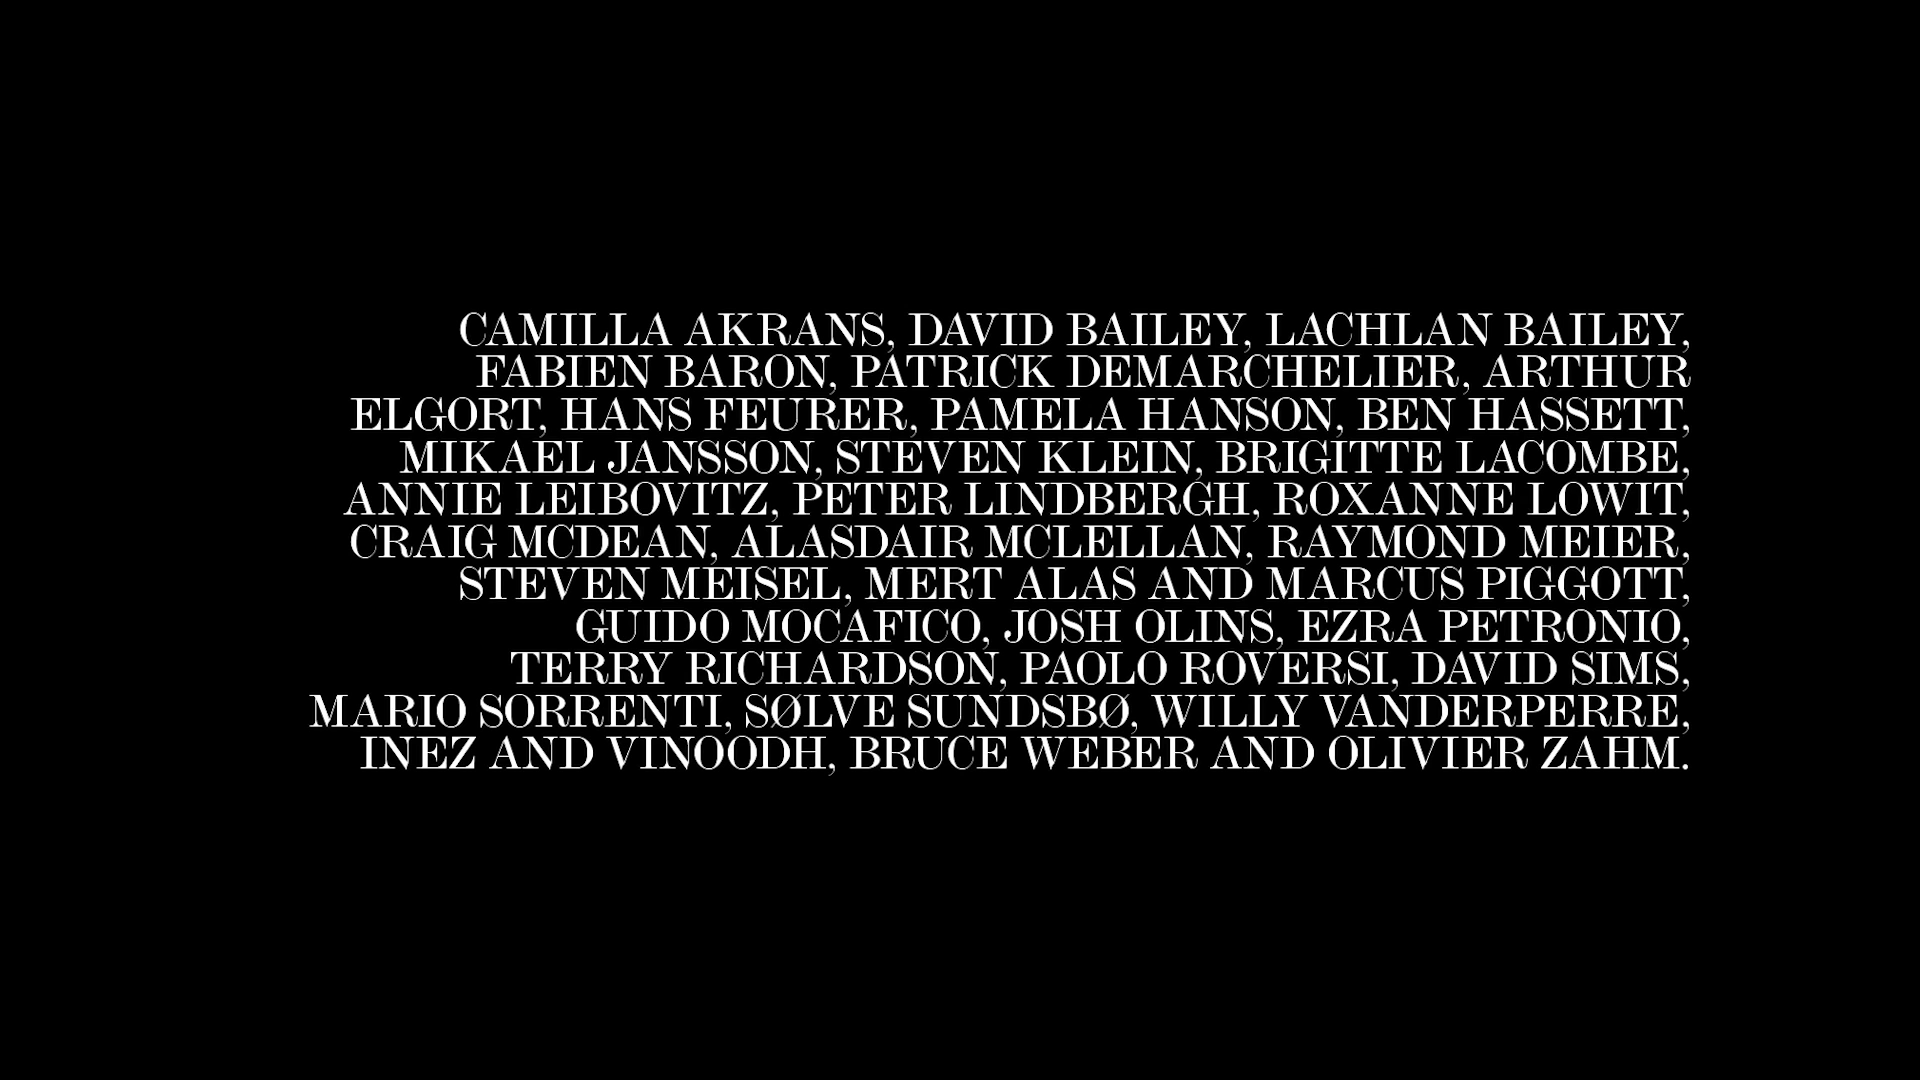 CAMILLA AKRANS, DAVID BAILEY, LACHLAN BAILEY,
FABIEN BARON, PATRICK DEMARCHELIER, ARTHUR
ELGORT, HANS FEURER, PAMELA HANSON, BEN HASSETT,
MIKAEL JANSSON, STEVEN KLEIN, BRIGITTE LACOMBE,
ANNIE LEIBOVITZ, PETER LINDBERGH, ROXANNE LOWIT,
CRAIG MCDEAN, ALASDAIR MCLELLAN, RAYMOND MEIER,
STEVEN MEISEL, MERT ALAS AND MARCUS PIGGOTT,
GUIDO MOCAFICO, JOSH OLINS, EZRA PETRONIO,
TERRY RICHARDSON, PAOLO ROVERSI, DAVID SIMS,
MARIO SORRENTI, SØLVE SUNDSBØ, WILLY VANDERPERRE,
INEZ AND VINOODH, BRUCE WEBER AND OLIVIER ZAHM.